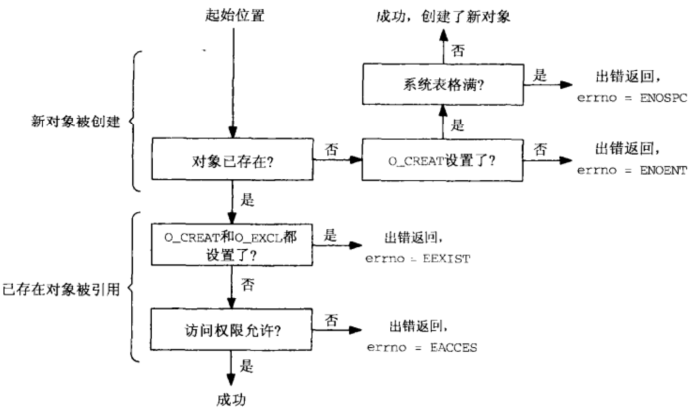 起始位置
成功，创建了新对象
否
系统表格满?
是
出错返回，
errno = ENOSPC
新对象被创建
是
对象已存在?
否
O_CREAT设置了?
否
出错返回，
errno = ENOENT
是
O_CREAT和O_EXCL都
设置了?
是
出错返回，
errno = EEXIST
已存在对象被引用
否
访问权限允许?
否
出错返回，
errno = EACCES
是
成功